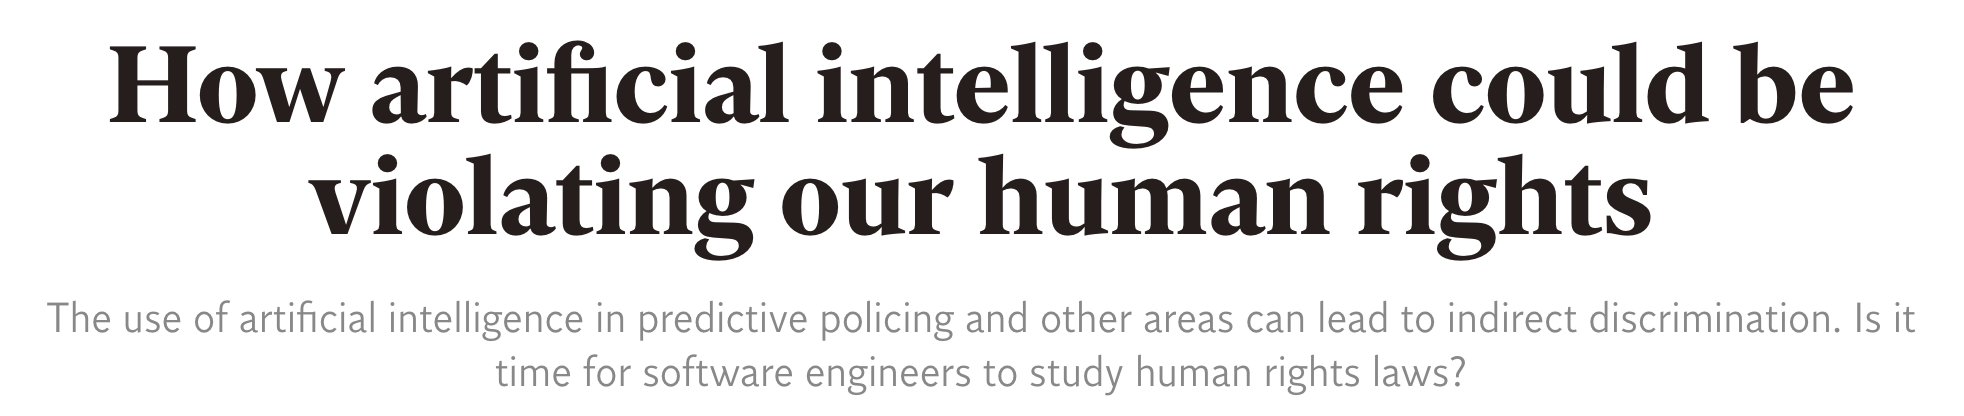 How artificial intelligence could be
violating our human rights
The use of artificial intelligence in predictive policing and other areas can lead to indirect discrimination. Is it
time for software engineers to study human rights laws?